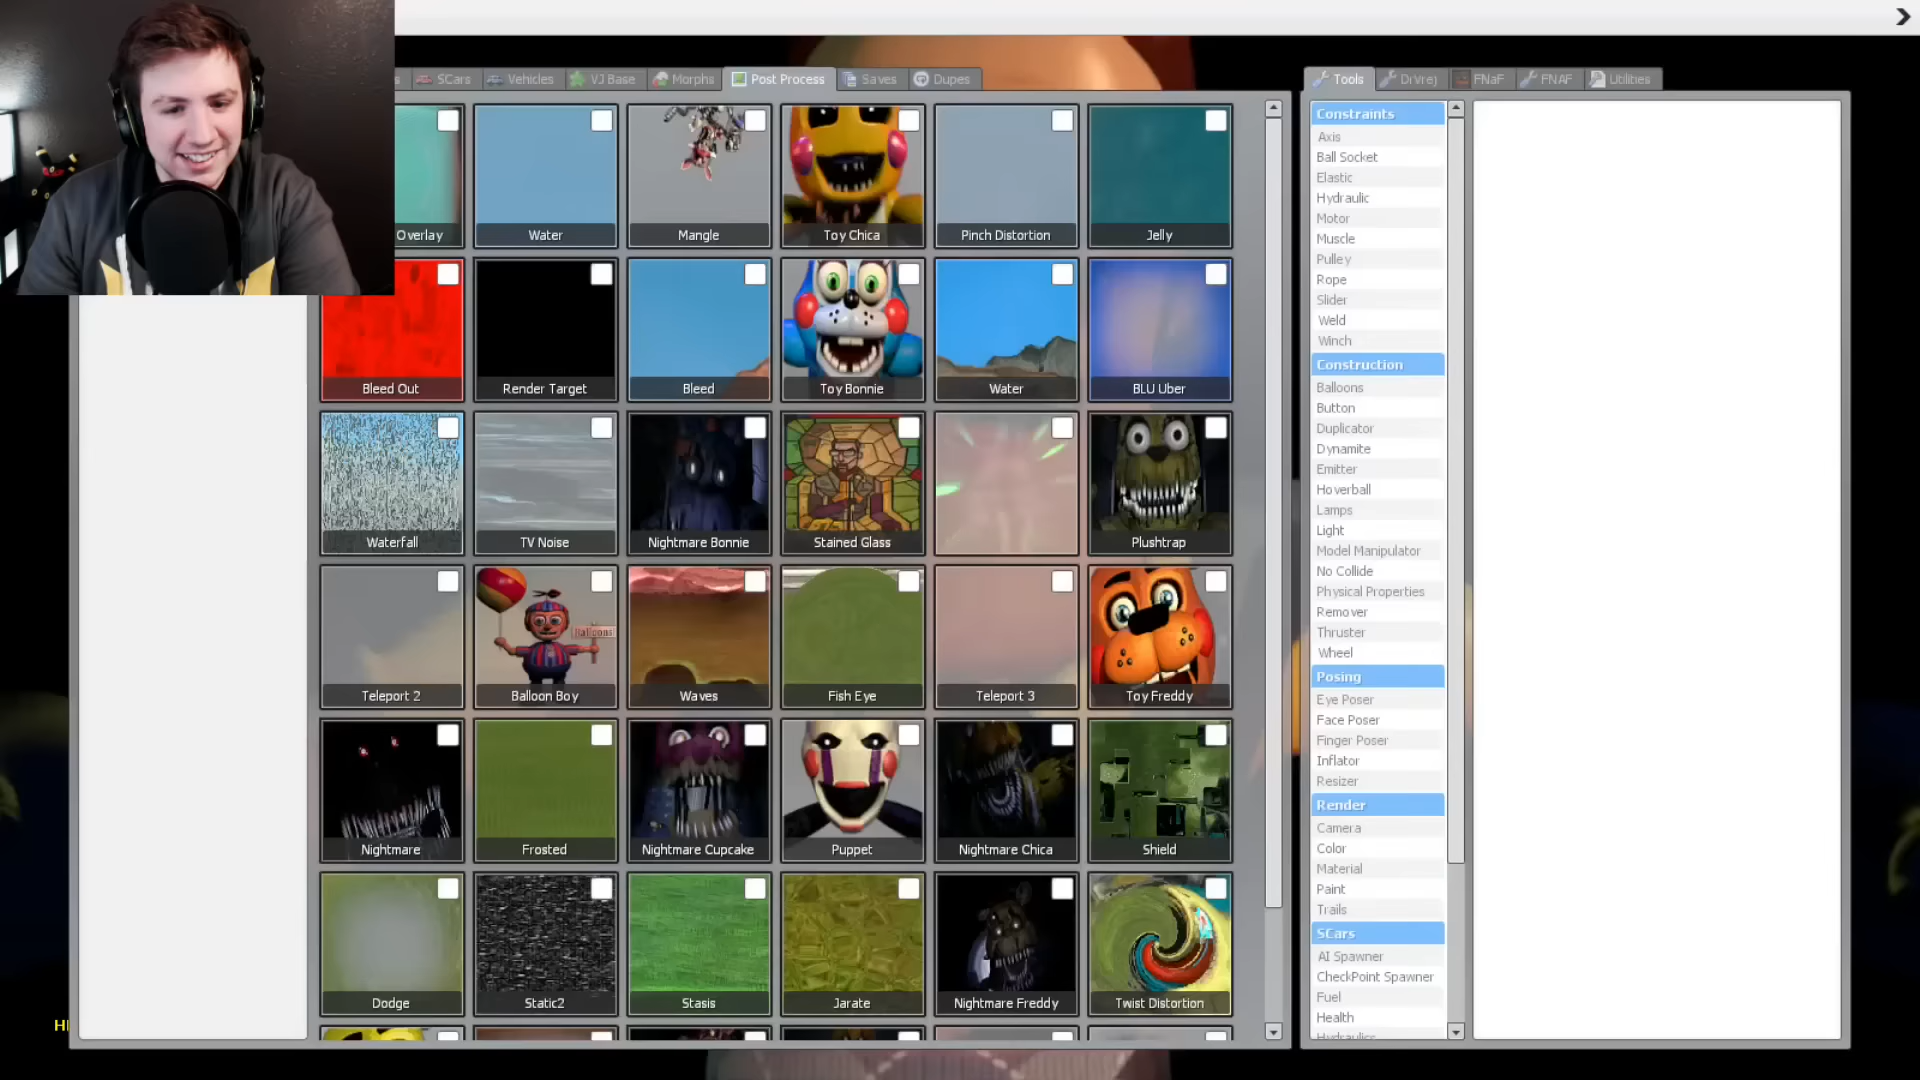 SCars Vehicles VJ Base Morphs Post Process Saves Dupes
Tools DrVrej FNaF FNAF Utilities
Overlay Water Mangle Toy Chica Pinch Distortion Jelly
Bleed Out Render Target Bleed Toy Bonnie Water BLU Uber
Waterfall TV Noise Nightmare Bonnie Stained Glass Plushtrap
Balloons
Teleport 2 Balloon Boy Waves Fish Eye Teleport 3 Toy Freddy
Nightmare Frosted Nightmare Cupcake Puppet Nightmare Chica Shield
Dodge Static2 Stasis Jarate Nightmare Freddy Twist Distortion
Constraints
Axis
Ball Socket
Elastic
Hydraulic
Motor
Muscle
Pulley
Rope
Slider
Weld
Winch
Construction
Balloons
Button
Duplicator
Dynamite
Emitter
Hoverball
Lamps
Light
Model Manipulator
No Collide
Physical Properties
Remover
Thruster
Wheel
Posing
Eye Poser
Face Poser
Finger Poser
Inflator
Resizer
Render
Camera
Color
Material
Paint
Trails
SCars
AI Spawner
CheckPoint Spawner
Fuel
Health
Hydraulics